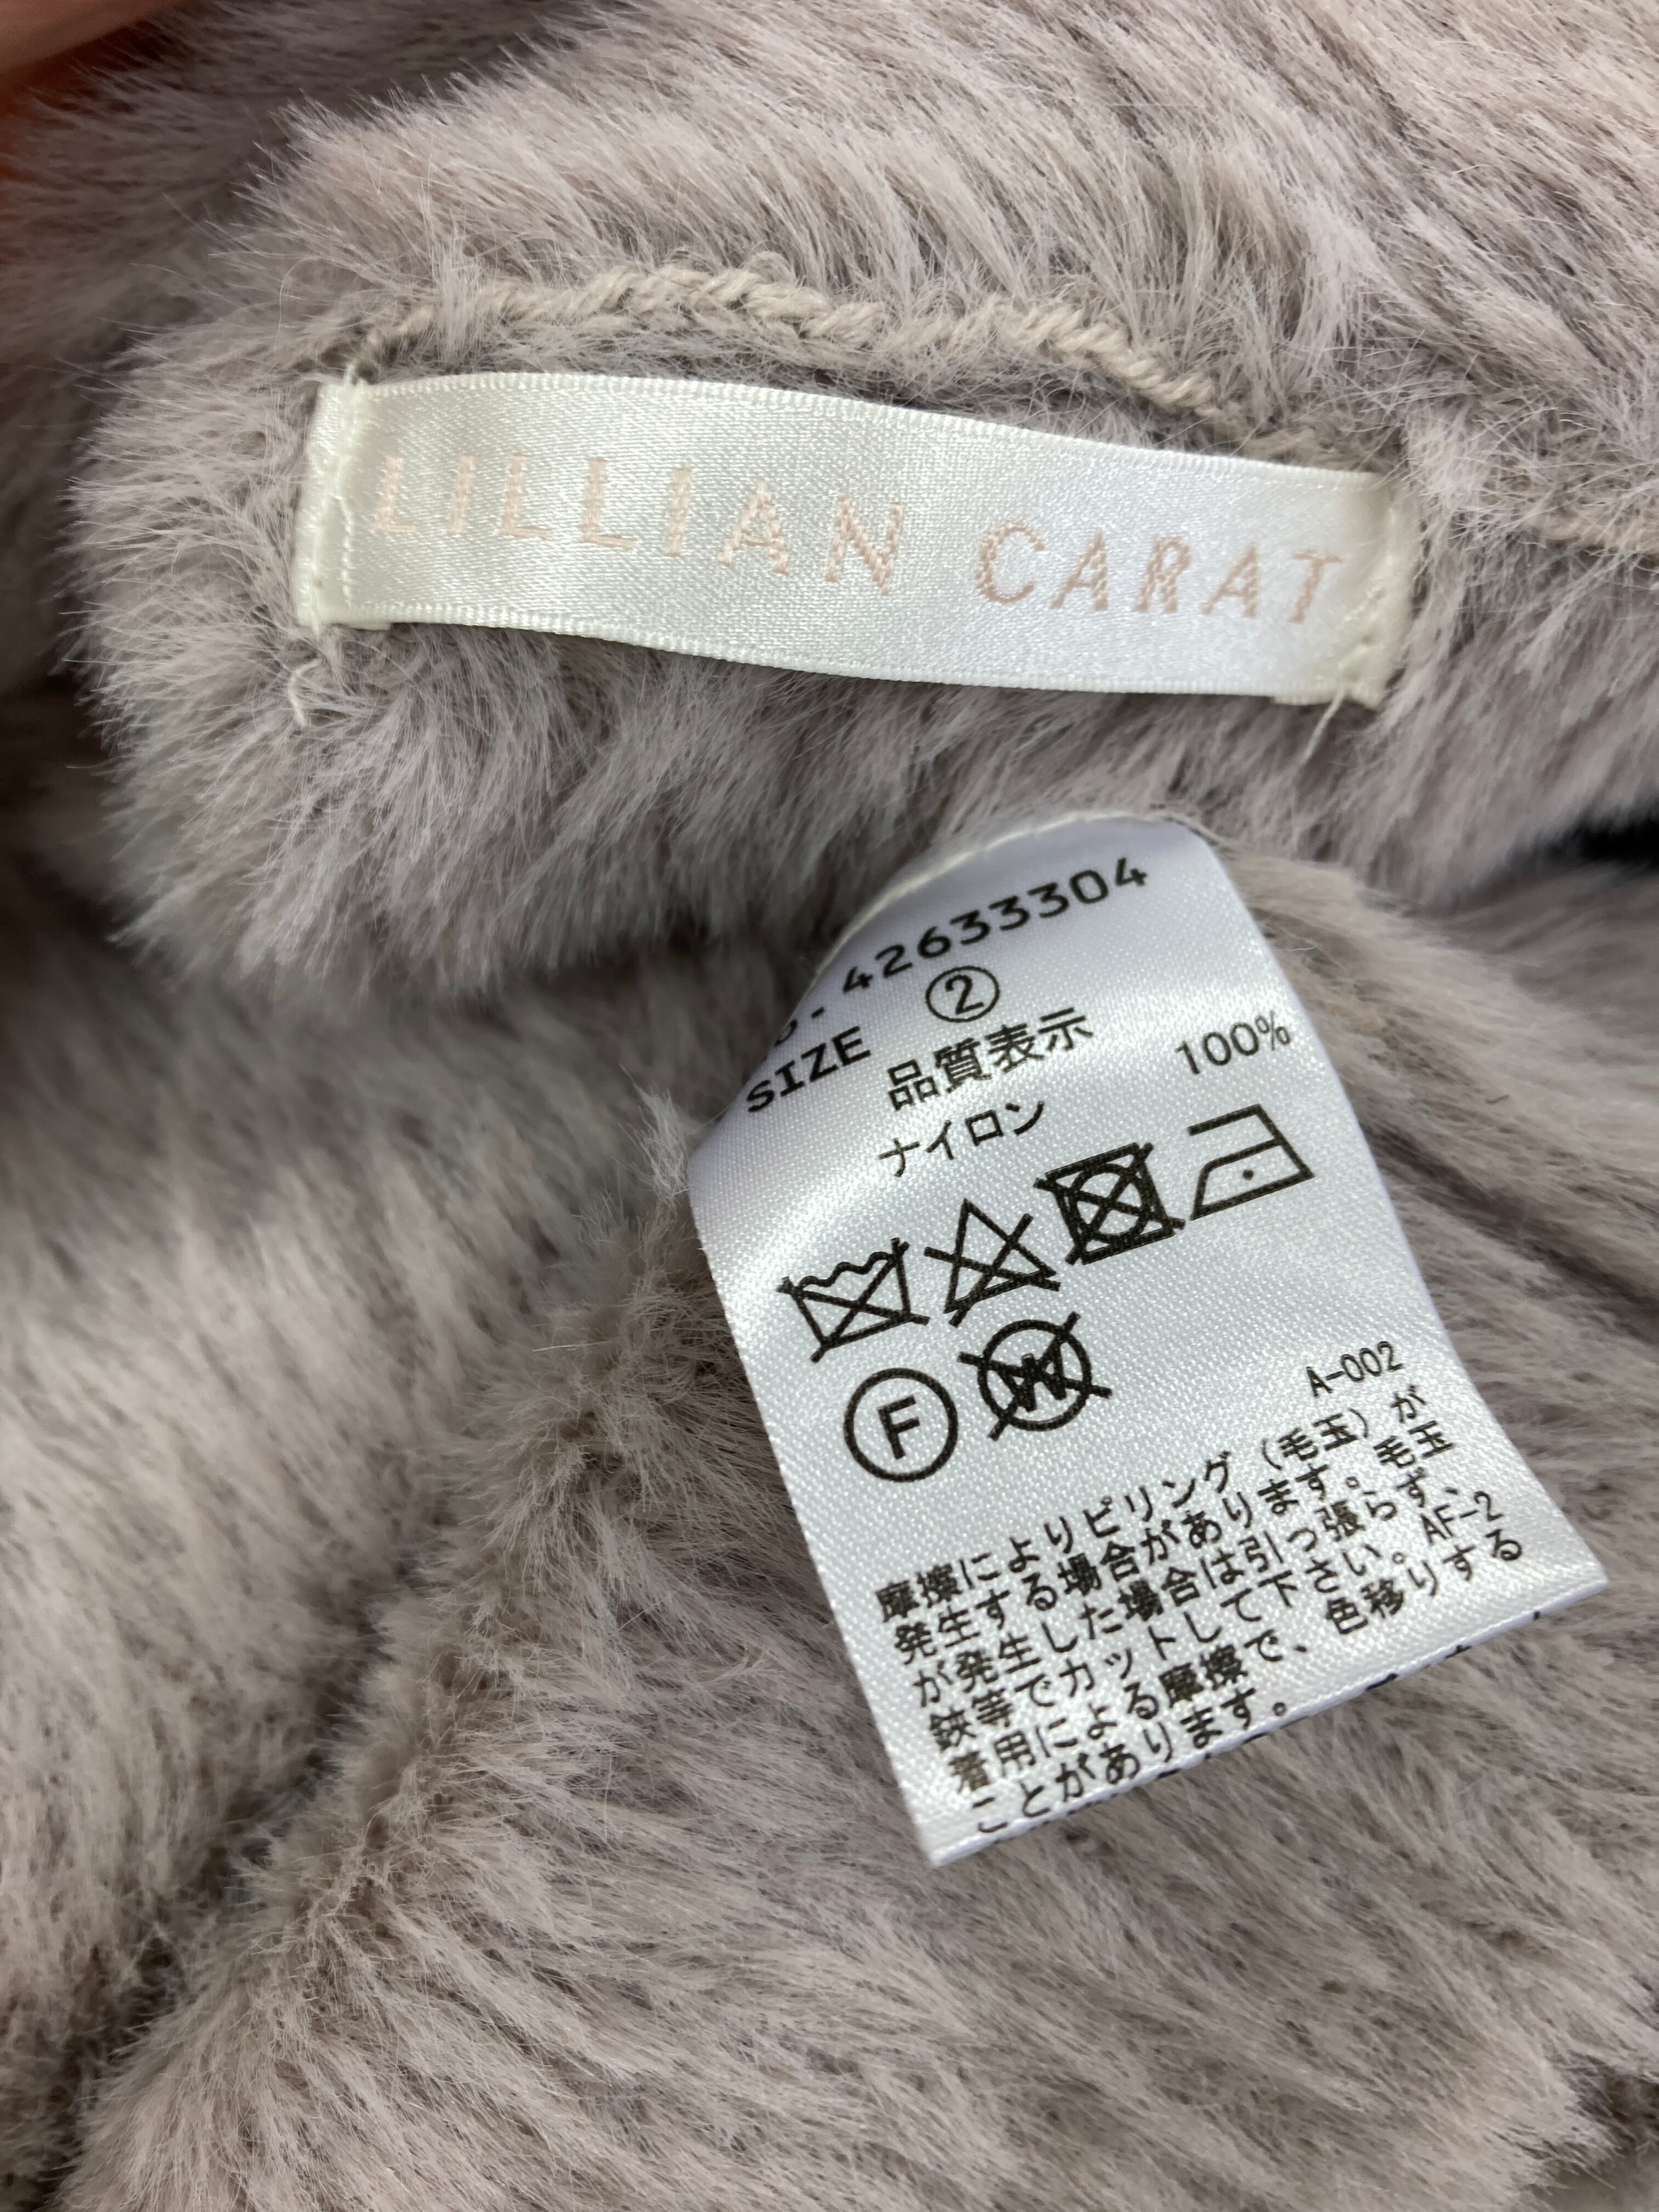 LILLIAN CARAT
42633304
SIZE ②
品質表示
ナイロン 100%
F W
A-002
摩擦によりピリング（毛玉）が
発生する場合があります。毛玉
が発生した場合は引っ張らず、
鋏等でカットして下さい。AF-2
着用による摩擦で、色移りする
ことがあります。